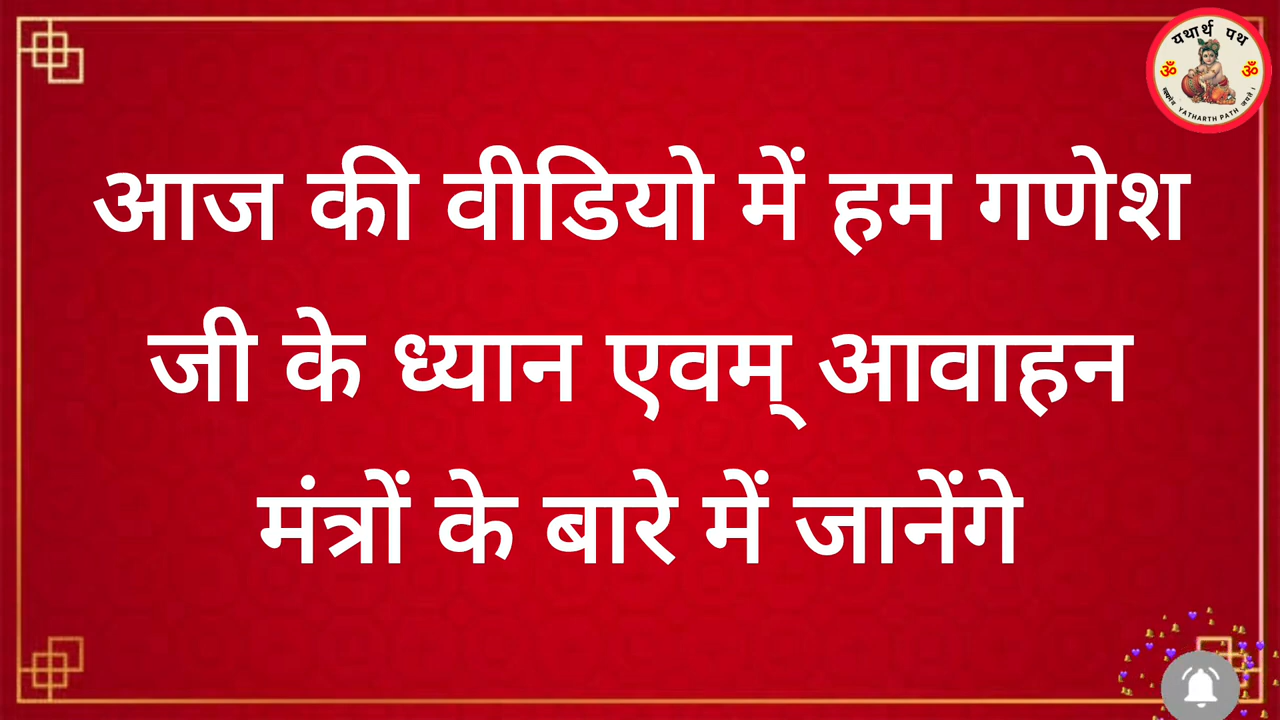 यथार्थ पथ
ॐ ॐ
YATHARTH PATH
आज की वीडियो में हम गणेश
जी के ध्यान एवम् आवाहन
मंत्रों के बारे में जानेंगे